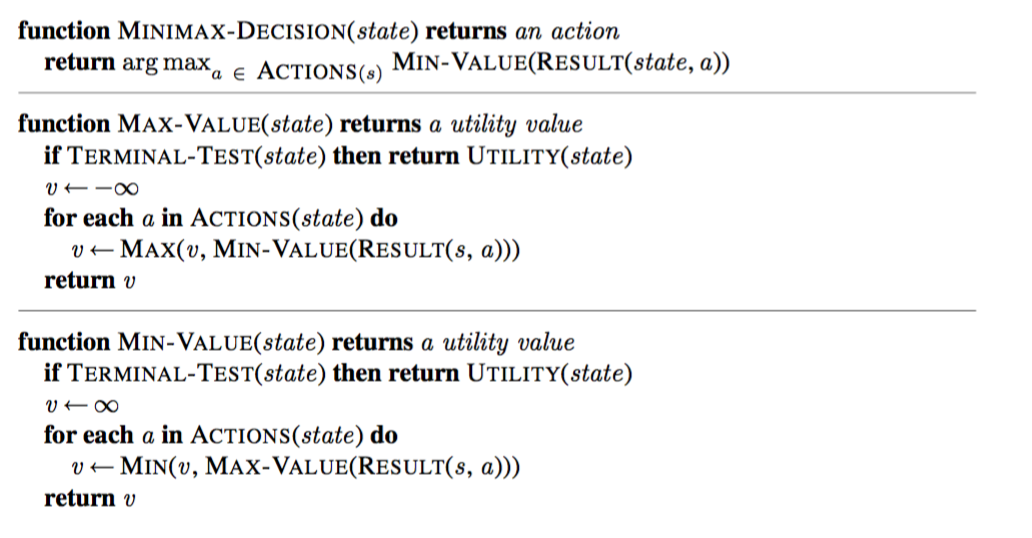 function MINIMAX-DECISION(state) returns an action
return arg max a ∈ ACTIONS(s) MIN-VALUE(RESULT(state, a))
function MAX-VALUE(state) returns a utility value
if TERMINAL-TEST(state) then return UTILITY(state)
v ← −∞
for each a in ACTIONS(state) do
v ← MAX(v, MIN-VALUE(RESULT(s, a)))
return v
function MIN-VALUE(state) returns a utility value
if TERMINAL-TEST(state) then return UTILITY(state)
v ← ∞
for each a in ACTIONS(state) do
v ← MIN(v, MAX-VALUE(RESULT(s, a)))
return v